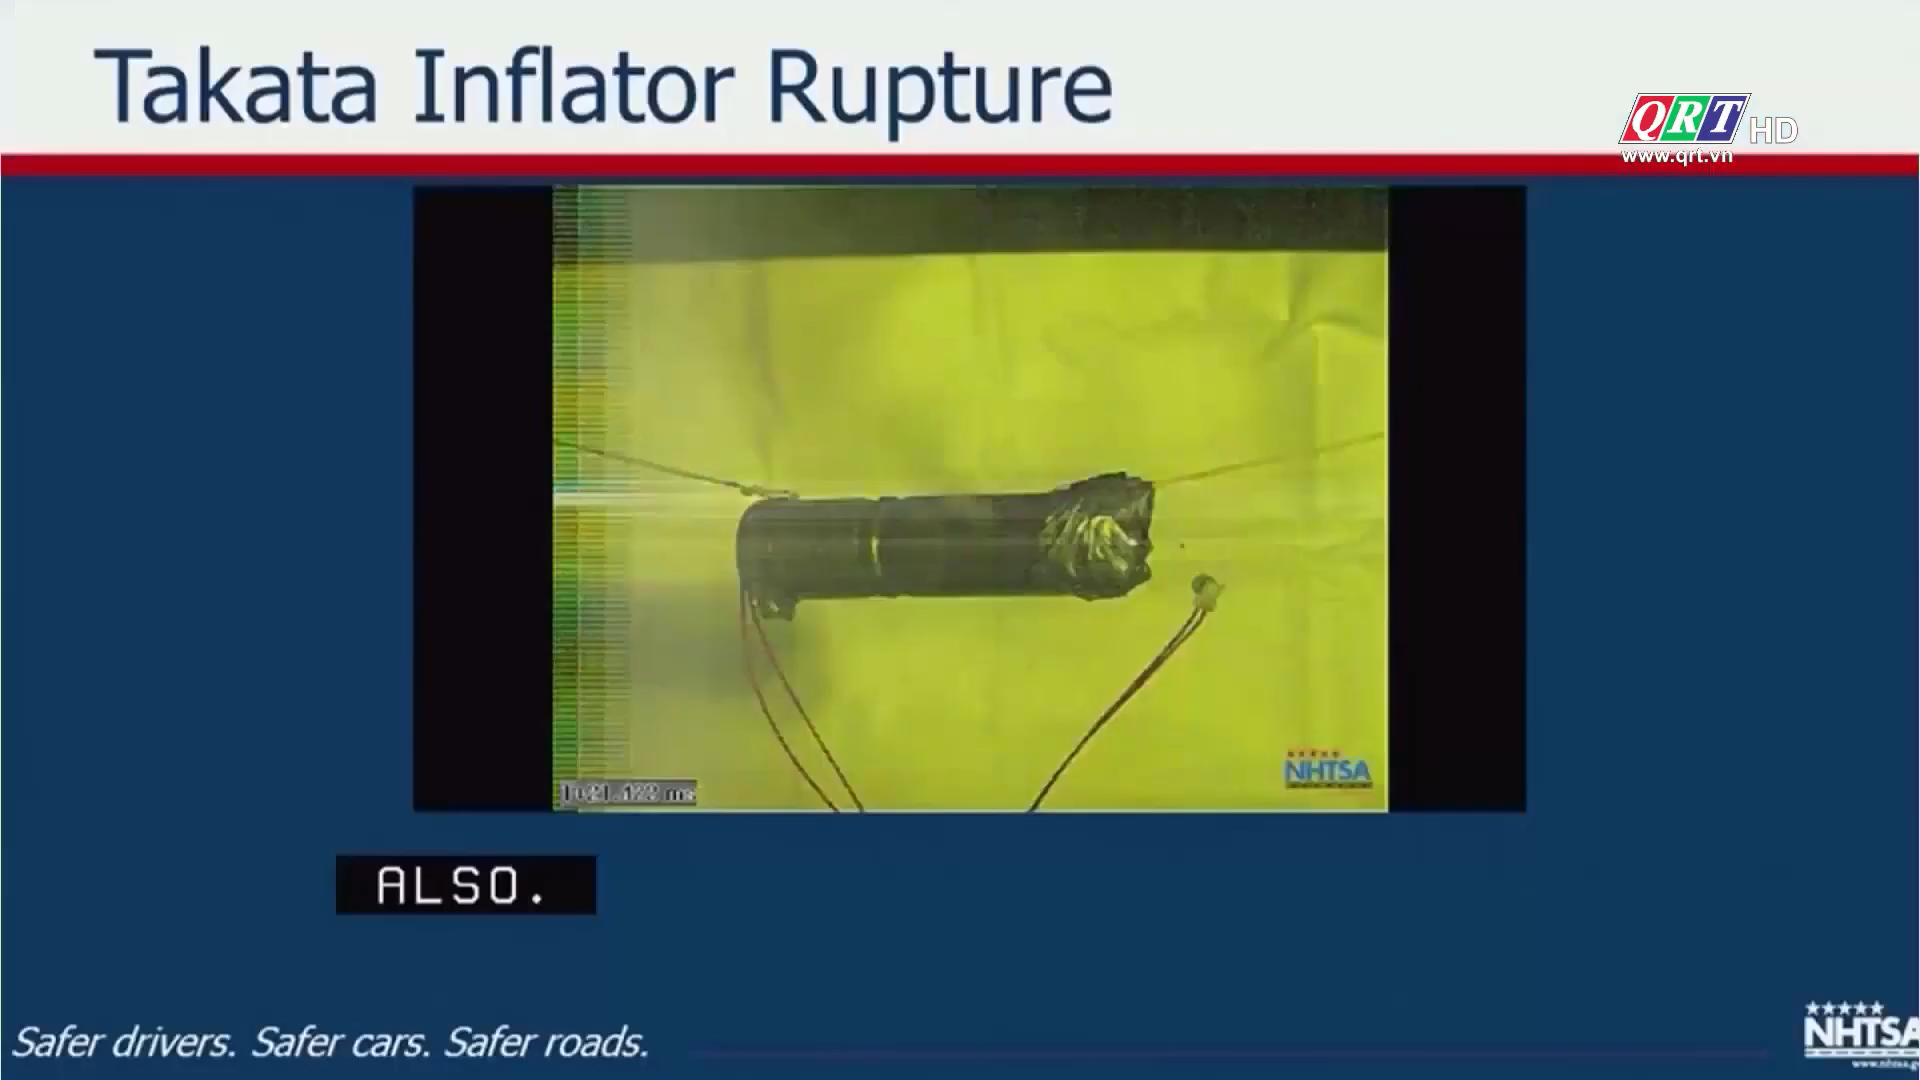 Takata Inflator Rupture
QRT HD
www.qrt.vn
NHTSA
ALSO.
Safer drivers. Safer cars. Safer roads.
NHTSA